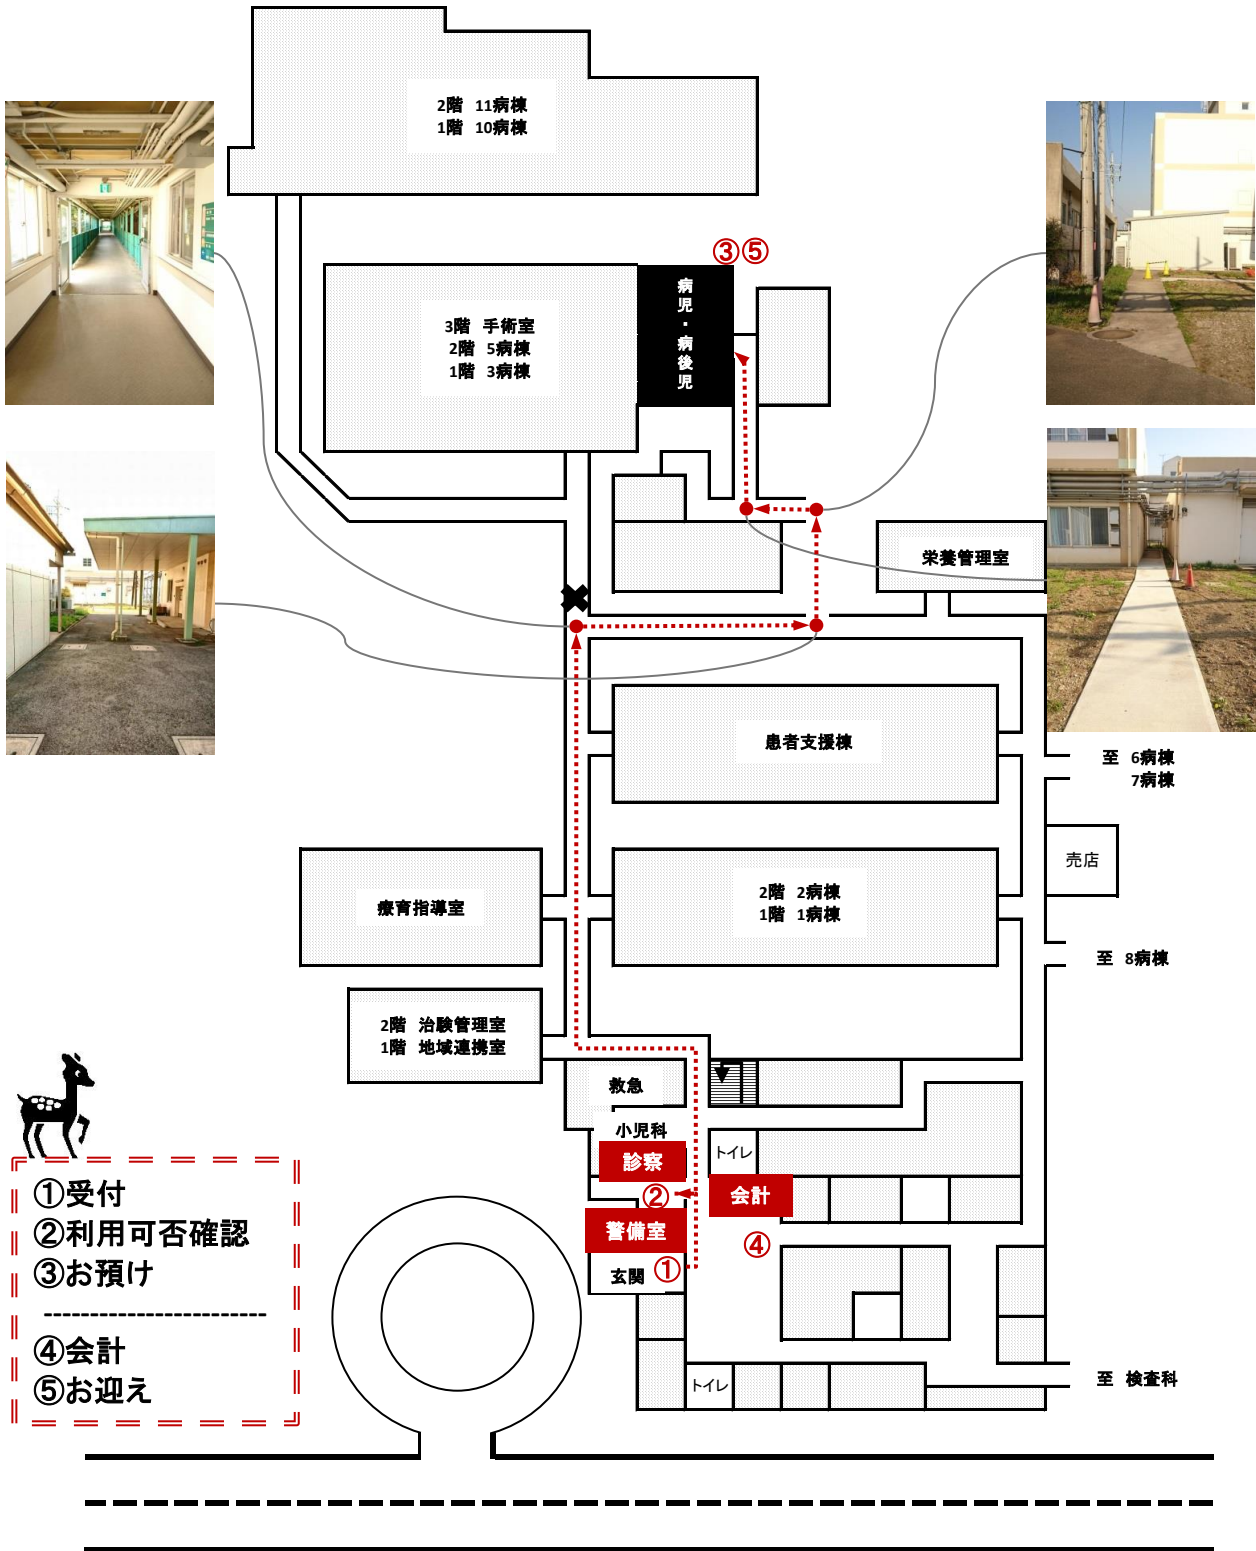 2階 11病棟
1階 10病棟
③⑤
病児・病後児
3階 手術室
2階 5病棟
1階 3病棟
栄養管理室
患者支援棟
至 6病棟
7病棟
売店
2階 2病棟
1階 1病棟
療育指導室
至 8病棟
2階 治験管理室
1階 地域連携室
救急
小児科
診察
トイレ
②
会計
警備室
④
玄関
①
トイレ
至 検査科
①受付
②利用可否確認
③お預け
------------------------
④会計
⑤お迎え